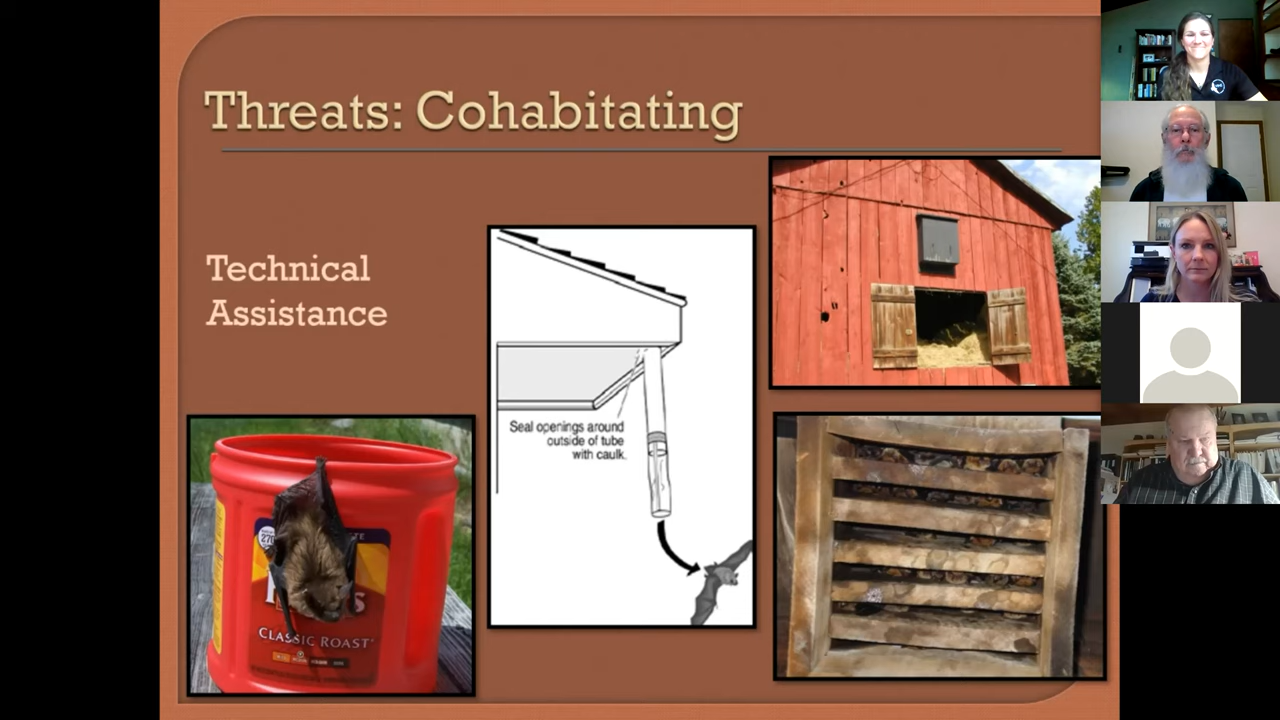 Threats: Cohabitating
Technical
Assistance
Seal openings around
outside of tube
with caulk.
CLASSIC ROAST